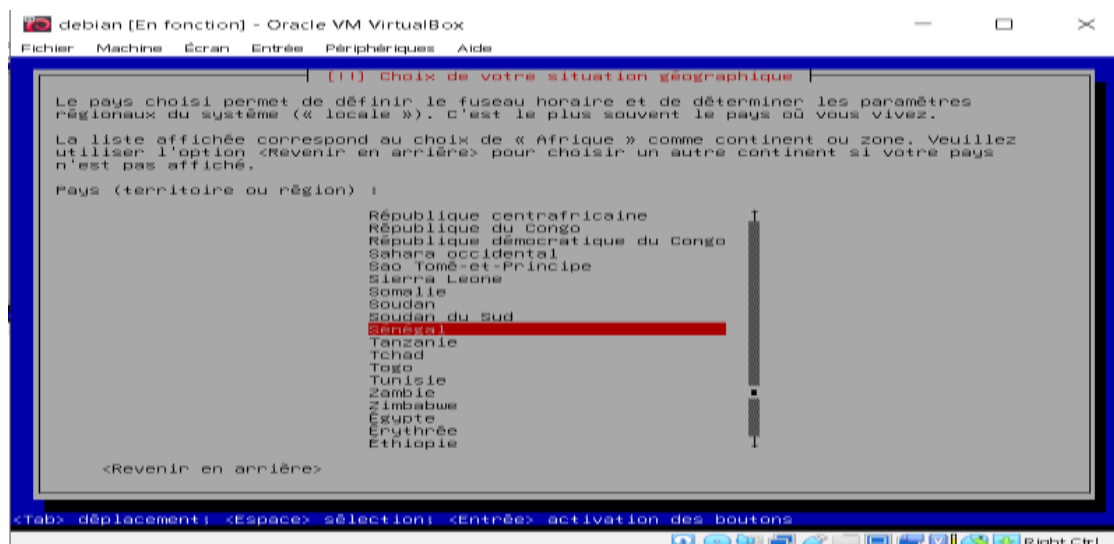 debian [En fonction] - Oracle VM VirtualBox
Fichier Machine Écran Entrée Périphériques Aide
[!!] Choix de votre situation géographique
Le pays choisi permet de définir le fuseau horaire et de déterminer les paramètres
régionaux du système (« locale »). C'est le plus souvent le pays où vous vivez.
La liste affichée correspond au choix de « Afrique » comme continent ou zone. Veuillez
utiliser l'option <Revenir en arrière> pour choisir un autre continent si votre pays
n'est pas affiché.
Pays (territoire ou région) :
République centrafricaine
République du Congo
République démocratique du Congo
Sahara occidental
Sao Tomé-et-Principe
Sierra Leone
Somalie
Soudan
Soudan du Sud
Sénégal
Tanzanie
Tchad
Togo
Tunisie
Zambie
Zimbabwe
Égypte
Érythrée
Éthiopie
<Revenir en arrière>
<Tab> déplacement; <Espace> sélection; <Entrée> activation des boutons
Right Ctrl